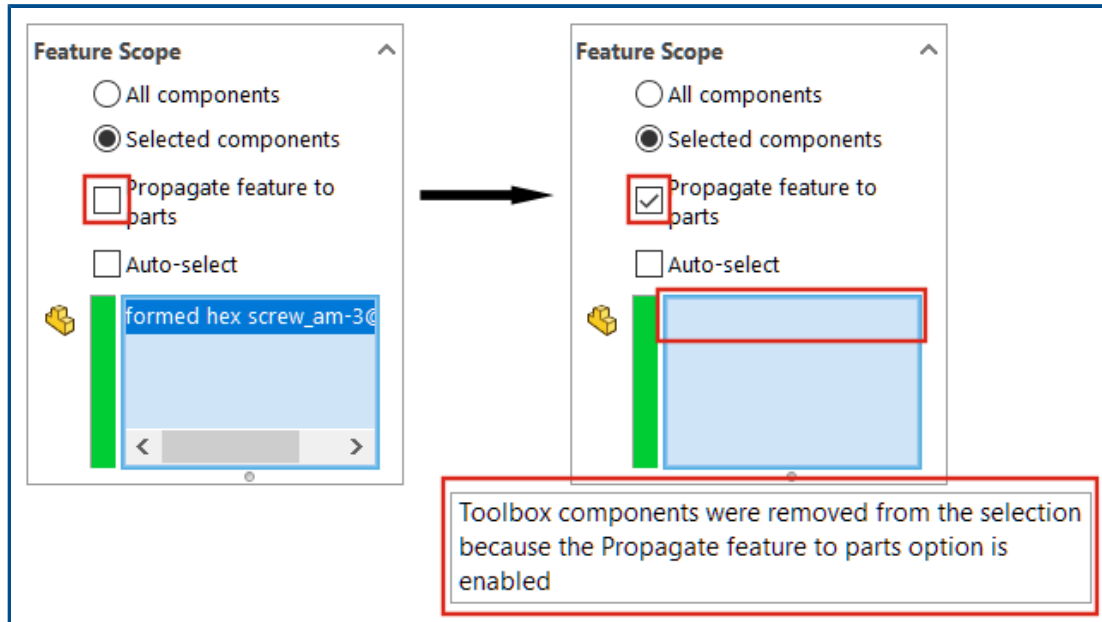 Feature Scope
All components
Selected components
Propagate feature to
parts
Auto-select
formed hex screw_am-3@
Feature Scope
All components
Selected components
Propagate feature to
parts
Auto-select
Toolbox components were removed from the selection
because the Propagate feature to parts option is
enabled